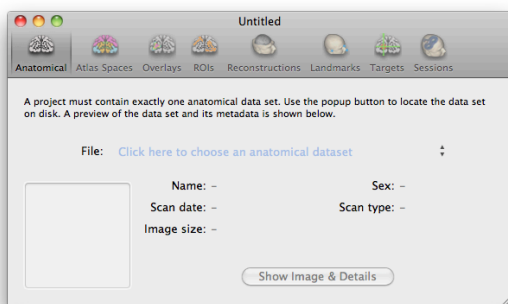 Untitled
Anatomical Atlas Spaces Overlays ROIs Reconstructions Landmarks Targets Sessions
A project must contain exactly one anatomical data set. Use the popup button to locate the data set
on disk. A preview of the data set and its metadata is shown below.
File: Click here to choose an anatomical dataset
Name: – Sex: –
Scan date: – Scan type: –
Image size: –
Show Image & Details